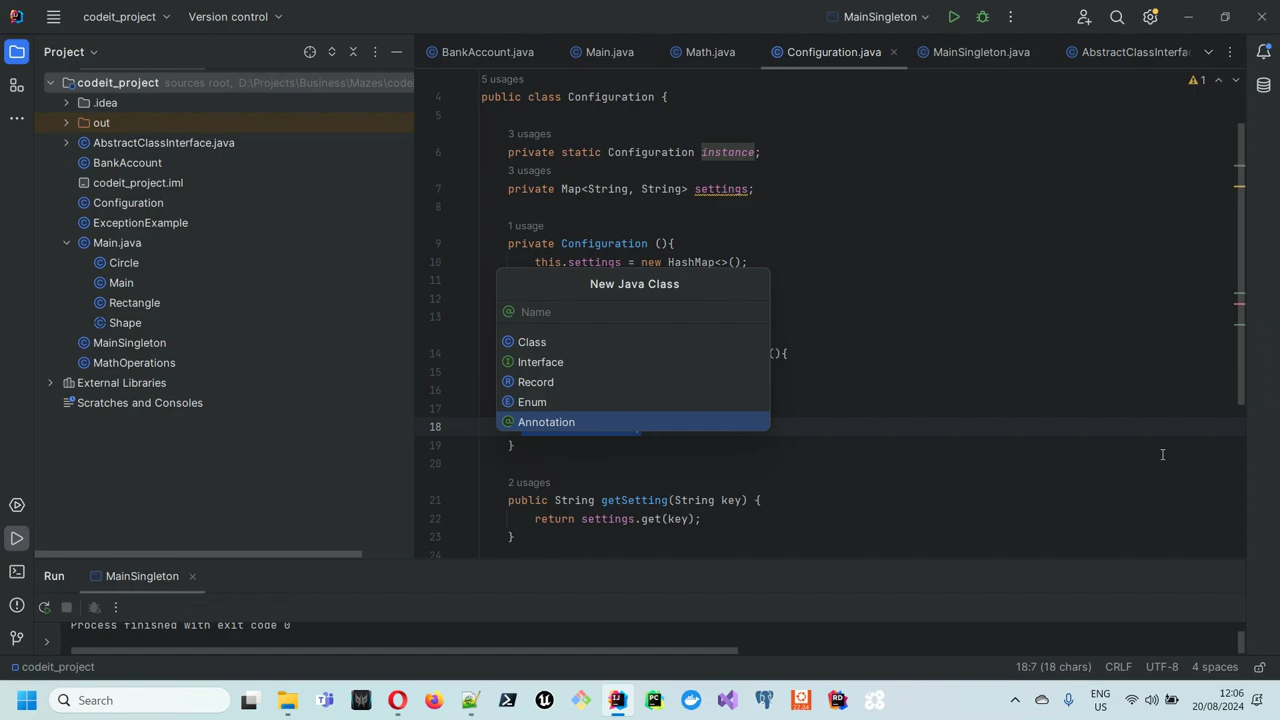 codeit_project
Version control
MainSingleton
Project
BankAccount.java
Main.java
Math.java
Configuration.java
MainSingleton.java
AbstractClassInterfa
codeit_project sources root, D:\Projects\Business\Mazes\code
.idea
out
AbstractClassInterface.java
BankAccount
codeit_project.iml
Configuration
ExceptionExample
Main.java
Circle
Main
Rectangle
Shape
MainSingleton
MathOperations
External Libraries
Scratches and Consoles
5 usages
1
4 public class Configuration {
5
3 usages
6 private static Configuration instance;
3 usages
7 private Map<String, String> settings;
8
1 usage
9 private Configuration (){
10 this.settings = new HashMap<>();
11
12
13
14 (){
15
16
17
18
19 }
20
2 usages
21 public String getSetting(String key) {
22 return settings.get(key);
23 }
24
New Java Class
Name
Class
Interface
Record
Enum
Annotation
Run
MainSingleton
Process finished with exit code 0
codeit_project
18:7 (18 chars)
CRLF
UTF-8
4 spaces
Search
ENG
UK
12:06
20/08/2024